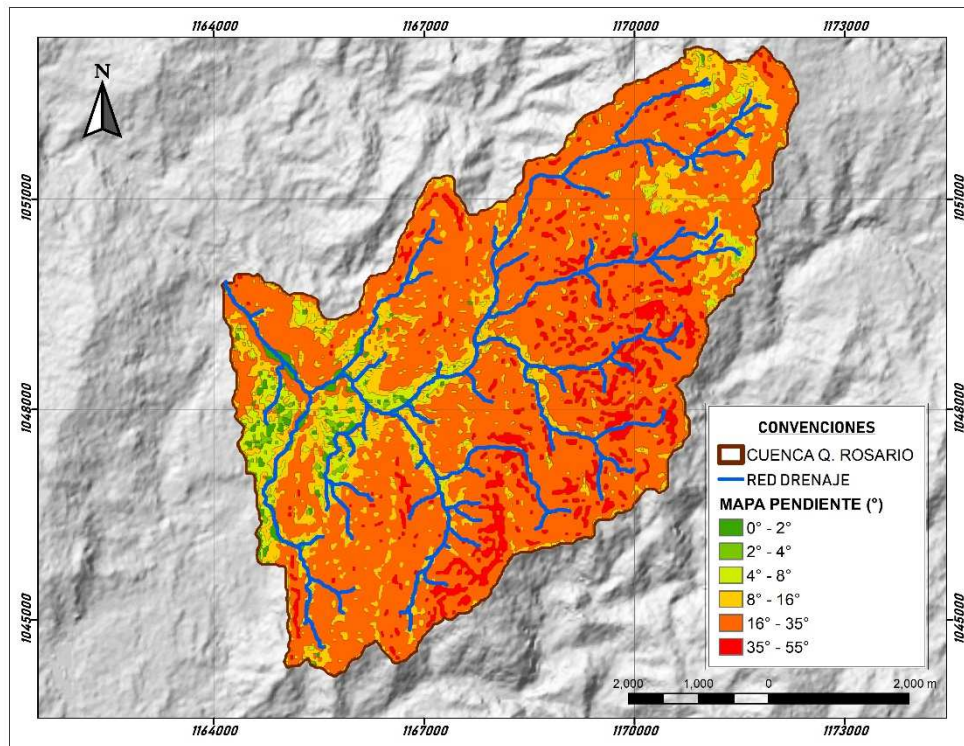 1164000 1167000 1170000 1173000
N
1051000 1051000
1048000 1048000
1045000 1045000
CONVENCIONES
CUENCA Q. ROSARIO
RED DRENAJE
MAPA PENDIENTE (°)
0° - 2°
2° - 4°
4° - 8°
8° - 16°
16° - 35°
35° - 55°
2,000 1,000 0 2,000 m
1164000 1167000 1170000 1173000